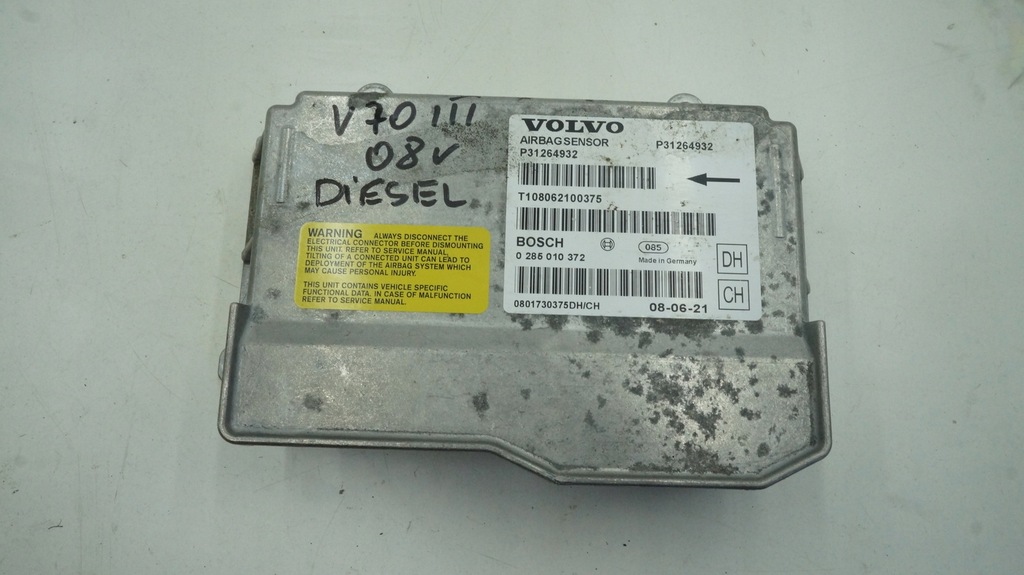 V70 III
08V
DIESEL
VOLVO
AIRBAGSENSOR
P31264932
P31264932
T108062100375
BOSCH
0 285 010 372
085
Made in Germany
DH
CH
0801730375DH/CH
08-06-21
WARNING ALWAYS DISCONNECT THE
ELECTRICAL CONNECTOR BEFORE DISMOUNTING
THIS UNIT. REFER TO SERVICE MANUAL,
TILTING OF A CONNECTED UNIT CAN LEAD TO
DEPLOYMENT OF THE AIRBAG SYSTEM WHICH
MAY CAUSE PERSONAL INJURY.
THIS UNIT CONTAINS VEHICLE SPECIFIC
FUNCTIONAL DATA. IN CASE OF MALFUNCTION
REFER TO SERVICE MANUAL.